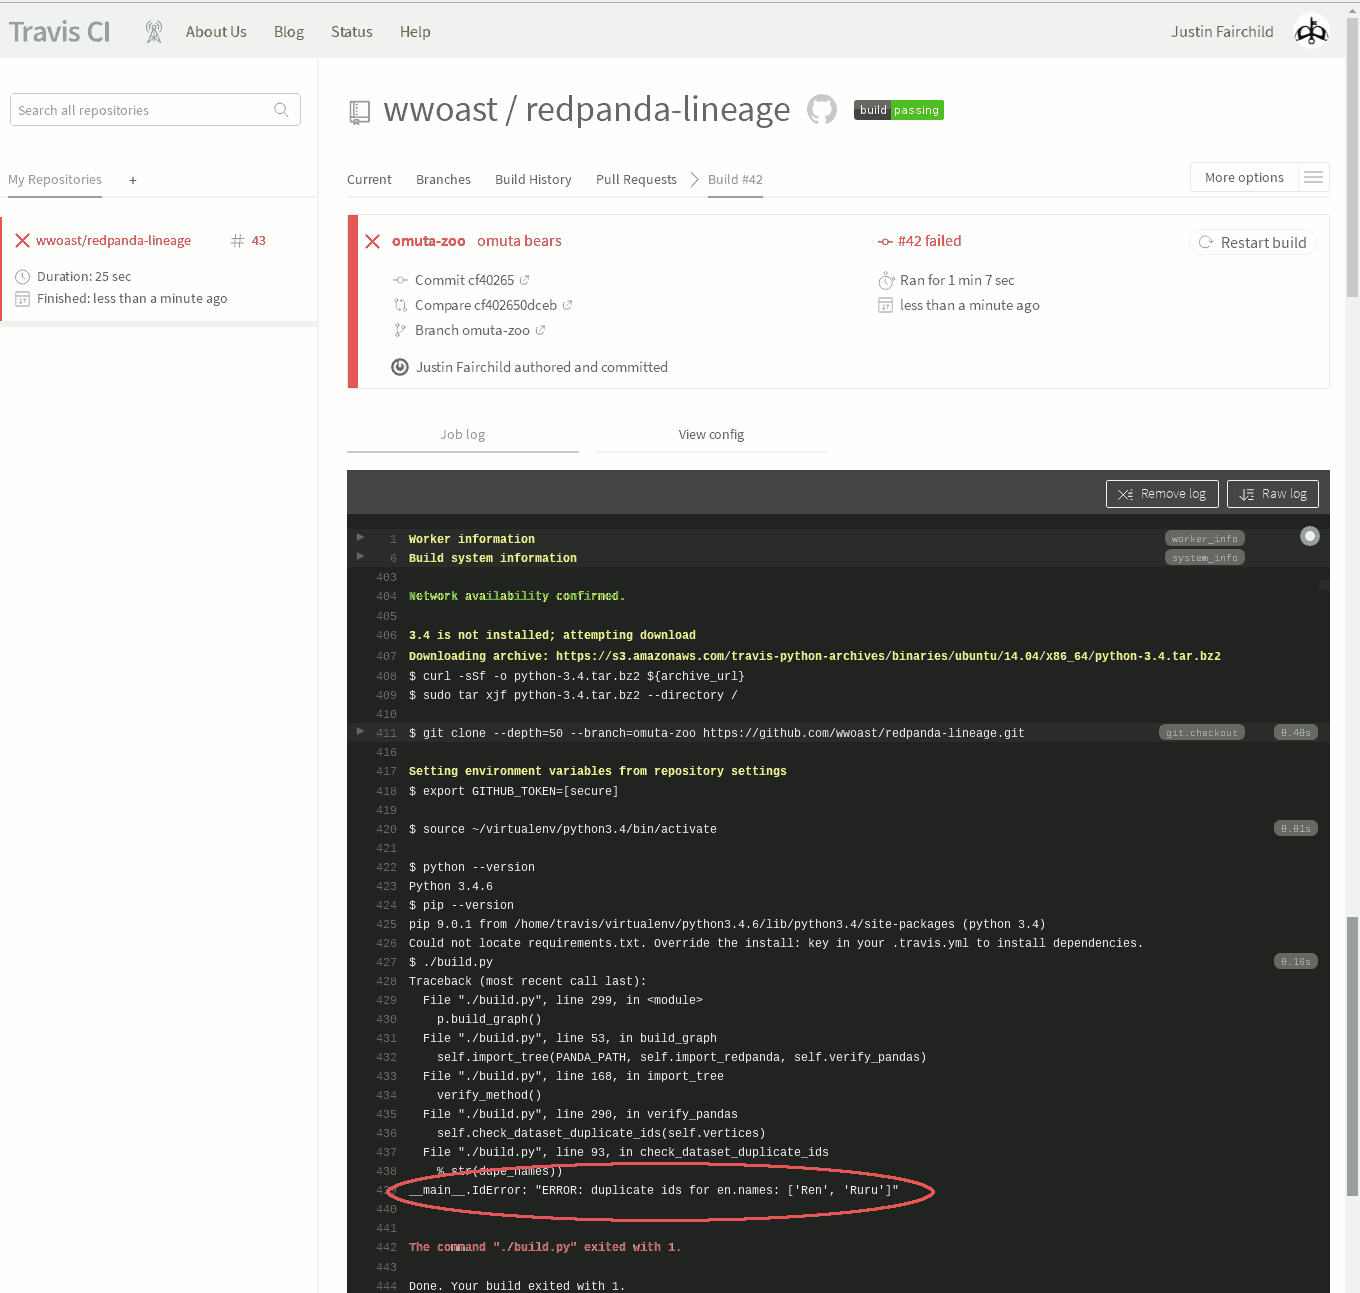 Travis CI
About Us
Blog
Status
Help
Justin Fairchild
Search all repositories
My Repositories
+
wwoast/redpanda-lineage
# 43
Duration: 25 sec
Finished: less than a minute ago
wwoast / redpanda-lineage
build passing
Current
Branches
Build History
Pull Requests
Build #42
More options
omuta-zoo omuta bears
Commit cf40265
Compare cf402650dceb
Branch omuta-zoo
Justin Fairchild authored and committed
#42 failed
Ran for 1 min 7 sec
less than a minute ago
Restart build
Job log
View config
Remove log
Raw log
1 Worker information worker_info
6 Build system information system_info
403
404 Network availability confirmed.
405
406 3.4 is not installed; attempting download
407 Downloading archive: https://s3.amazonaws.com/travis-python-archives/binaries/ubuntu/14.04/x86_64/python-3.4.tar.bz2
408 $ curl -sSf -o python-3.4.tar.bz2 ${archive_url}
409 $ sudo tar xjf python-3.4.tar.bz2 --directory /
410
411 $ git clone --depth=50 --branch=omuta-zoo https://github.com/wwoast/redpanda-lineage.git git.checkout 0.40s
416
417 Setting environment variables from repository settings
418 $ export GITHUB_TOKEN=[secure]
419
420 $ source ~/virtualenv/python3.4/bin/activate 0.01s
421
422 $ python --version
423 Python 3.4.6
424 $ pip --version
425 pip 9.0.1 from /home/travis/virtualenv/python3.4.6/lib/python3.4/site-packages (python 3.4)
426 Could not locate requirements.txt. Override the install: key in your .travis.yml to install dependencies.
427 $ ./build.py 0.16s
428 Traceback (most recent call last):
429 File "./build.py", line 299, in <module>
430 p.build_graph()
431 File "./build.py", line 53, in build_graph
432 self.import_tree(PANDA_PATH, self.import_redpanda, self.verify_pandas)
433 File "./build.py", line 168, in import_tree
434 verify_method()
435 File "./build.py", line 290, in verify_pandas
436 self.check_dataset_duplicate_ids(self.vertices)
437 File "./build.py", line 93, in check_dataset_duplicate_ids
438 % str(dupe_names))
439 __main__.IdError: "ERROR: duplicate ids for en.names: ['Ren', 'Ruru']"
440
441
442 The command "./build.py" exited with 1.
443
444 Done. Your build exited with 1.